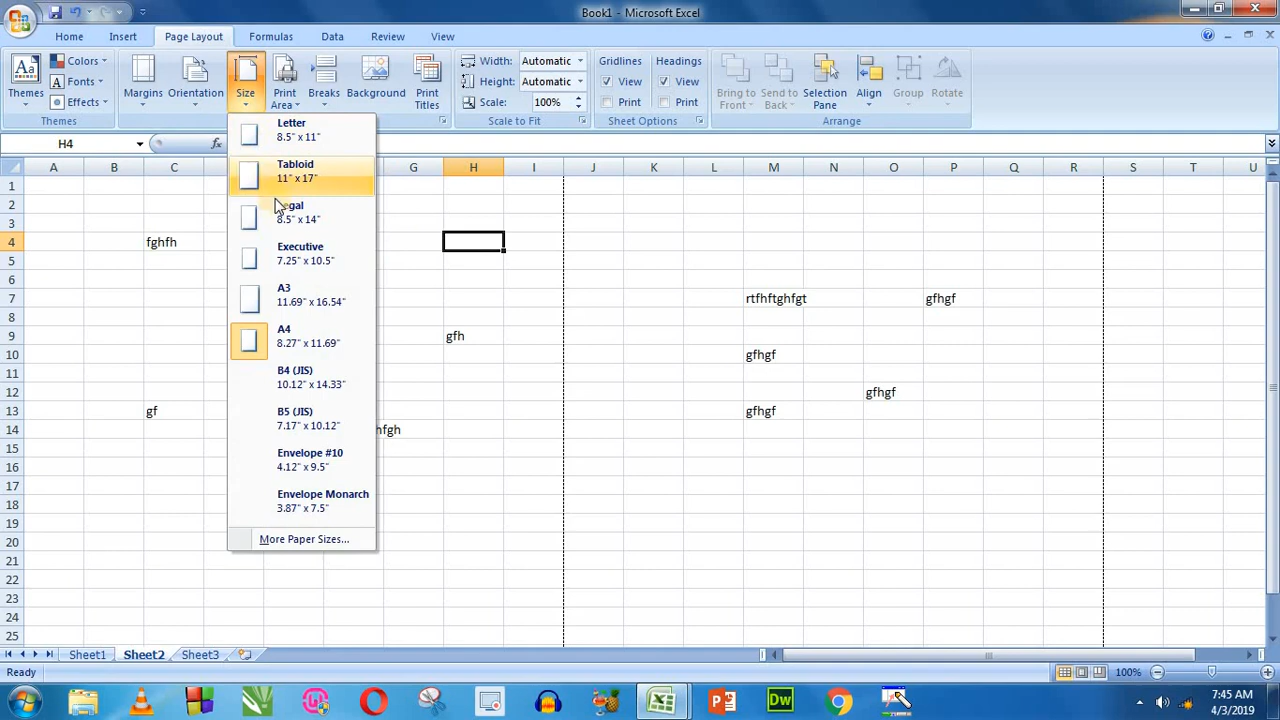 Book1 - Microsoft Excel
Home Insert Page Layout Formulas Data Review View
Themes
Colors
Fonts
Effects
Margins
Orientation
Size
Print Area
Breaks
Background
Print Titles
Width: Automatic
Height: Automatic
Scale: 100%
Gridlines
View
Print
Headings
View
Print
Bring to Front
Send to Back
Selection Pane
Align
Group
Rotate
Themes
Scale to Fit
Sheet Options
Arrange
H4
fx
Letter
8.5" x 11"
Tabloid
11" x 17"
8.5" x 14"
Executive
7.25" x 10.5"
A3
11.69" x 16.54"
A4
8.27" x 11.69"
B4 (JIS)
10.12" x 14.33"
B5 (JIS)
7.17" x 10.12"
Envelope #10
4.12" x 9.5"
Envelope Monarch
3.87" x 7.5"
More Paper Sizes...
A B C G H I J K L M N O P Q R S T U
1
2
3
4 fghfh
5
6
7 rtfhftghfgt gfhgf
8
9 gfh
10 gfhgf
11
12 gfhgf
13 gf gfhgf
14 hfgh
15
16
17
18
19
20
21
22
23
24
25
Sheet1 Sheet2 Sheet3
Ready
100%
Dw
7:45 AM
4/3/2019